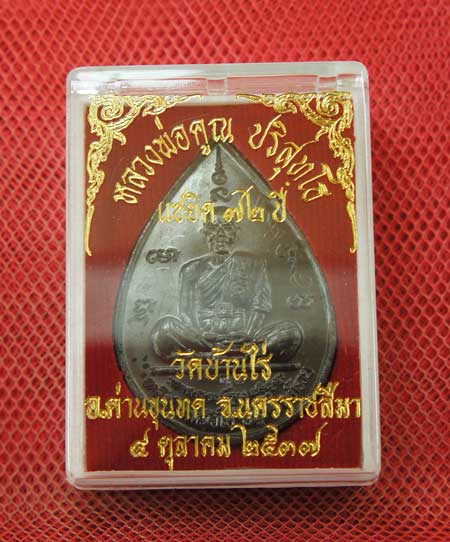 หลวงพ่อคูณ ปริสุทโธ
แซยิด ๗๒ ปี
วัดบ้านไร่
อ.ด่านขุนทด จ.นครราชสีมา
๔ ตุลาคม ๒๕๓๗